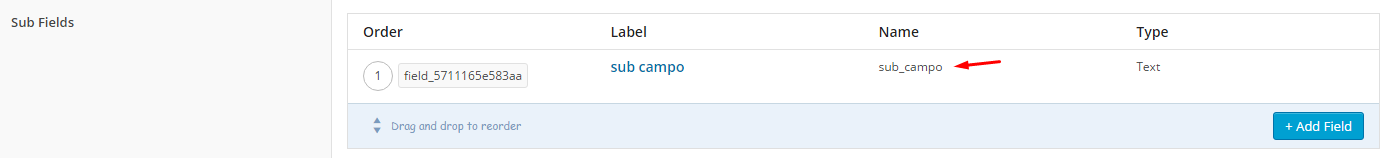 Sub Fields
Order Label Name Type
1 field_5711165e583aa sub campo sub_campo Text
Drag and drop to reorder + Add Field